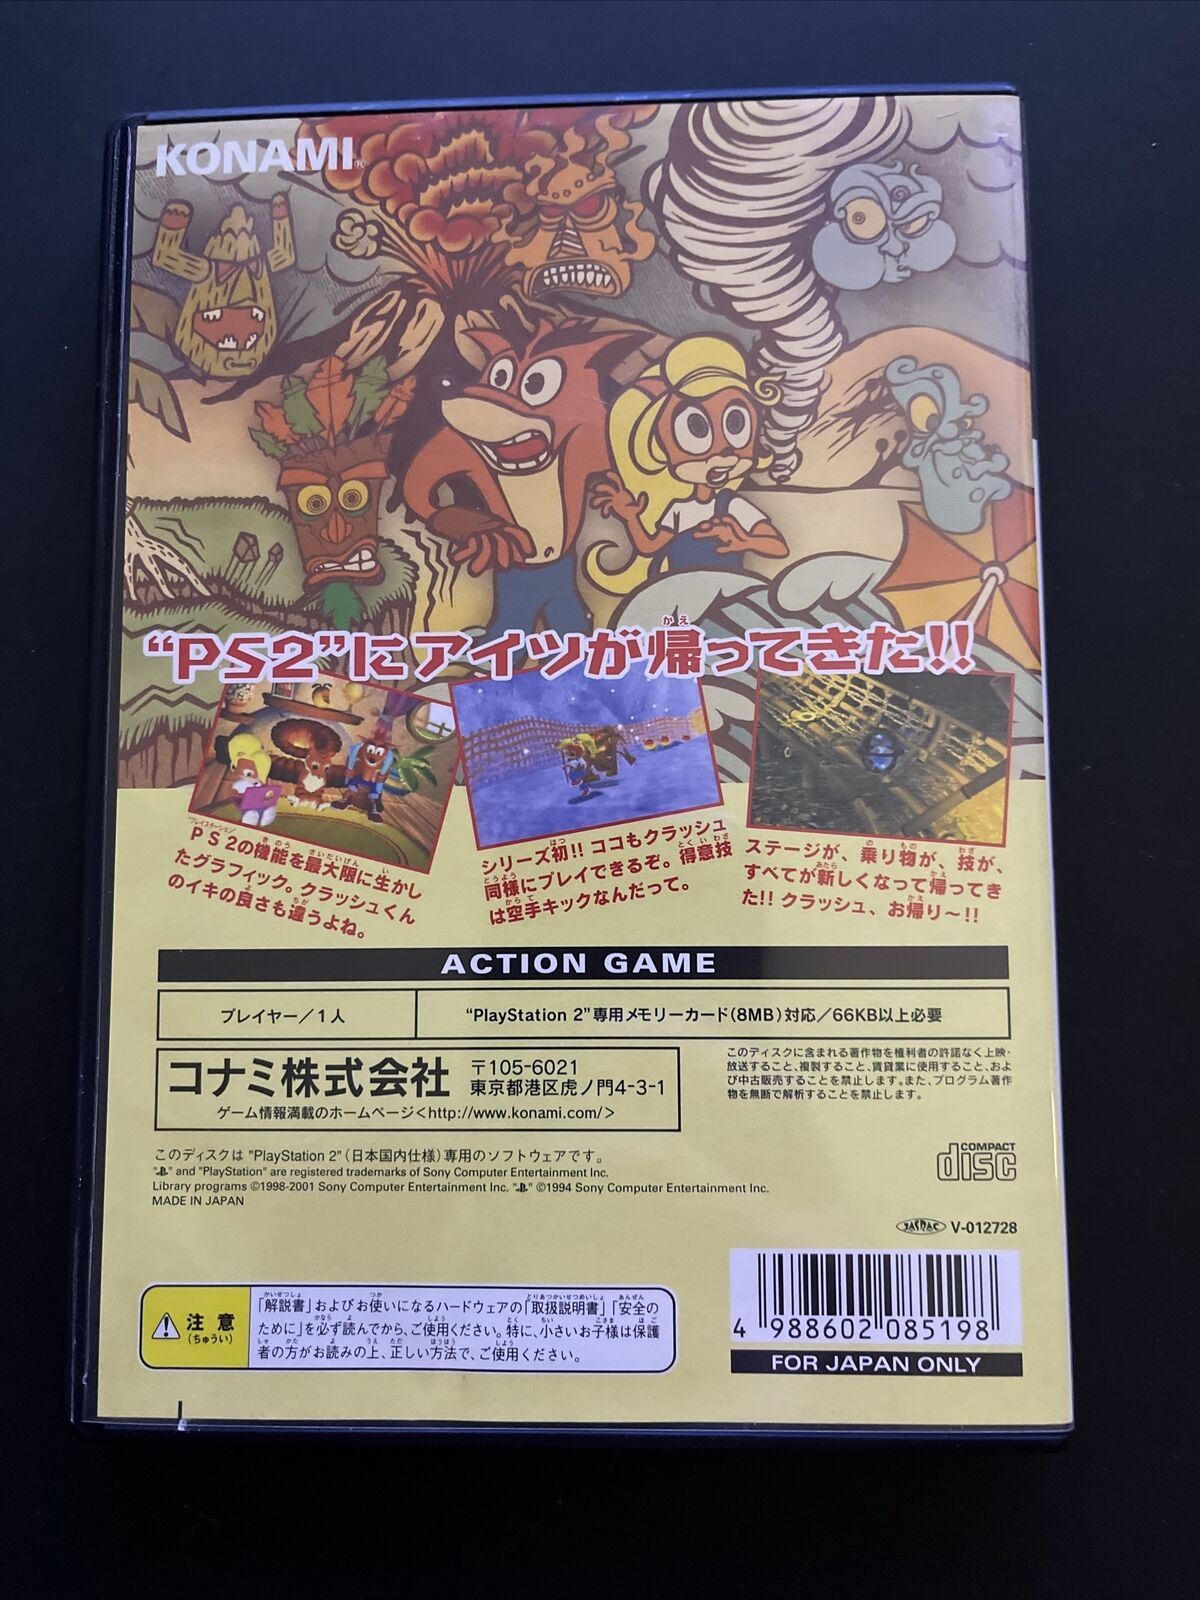 KONAMI®
“PS2”にアイツが帰ってきた!!
PS2の機能を最大限に生かし
たグラフィック。クラッシュくん
のイキの良さも違うよね。
シリーズ初!! ココもクラッシュ
同様にプレイできるぞ。得意技
は空手キックなんだって。
ステージが、乗り物が、技が、
すべてが新しくなって帰ってき
た!! クラッシュ、お帰り〜!!
ACTION GAME
プレイヤー／1人
“PlayStation 2”専用メモリーカード(8MB)対応／66KB以上必要
コナミ株式会社
〒105-6021
東京都港区虎ノ門4-3-1
ゲーム情報満載のホームページ<http://www.konami.com/>
このディスクに含まれる著作物を権利者の許諾なく上映・
放送すること、複製すること、賃貸業に使用すること、およ
び中古販売することを禁止します。また、プログラム著作
物を無断で解析することを禁止します。
このディスクは "PlayStation 2"（日本国内仕様）専用のソフトウェアです。
" " and "PlayStation" are registered trademarks of Sony Computer Entertainment Inc.
Library programs ©1998-2001 Sony Computer Entertainment Inc. " " ©1994 Sony Computer Entertainment Inc.
MADE IN JAPAN
COMPACT
disc
JASRAC V-012728
注意
(ちゅうい)
「解説書」およびお使いになるハードウェアの「取扱説明書」「安全の
ために」を必ず読んでから、ご使用ください。特に、小さいお子様は保護
者の方がお読みの上、正しい方法で、ご使用ください。
4 988602 085198
FOR JAPAN ONLY